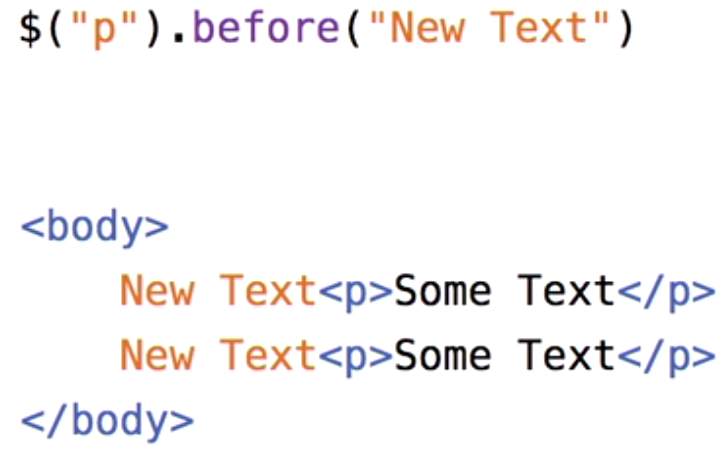 $("p").before("New Text")
<body>
    New Text<p>Some Text</p>
    New Text<p>Some Text</p>
</body>